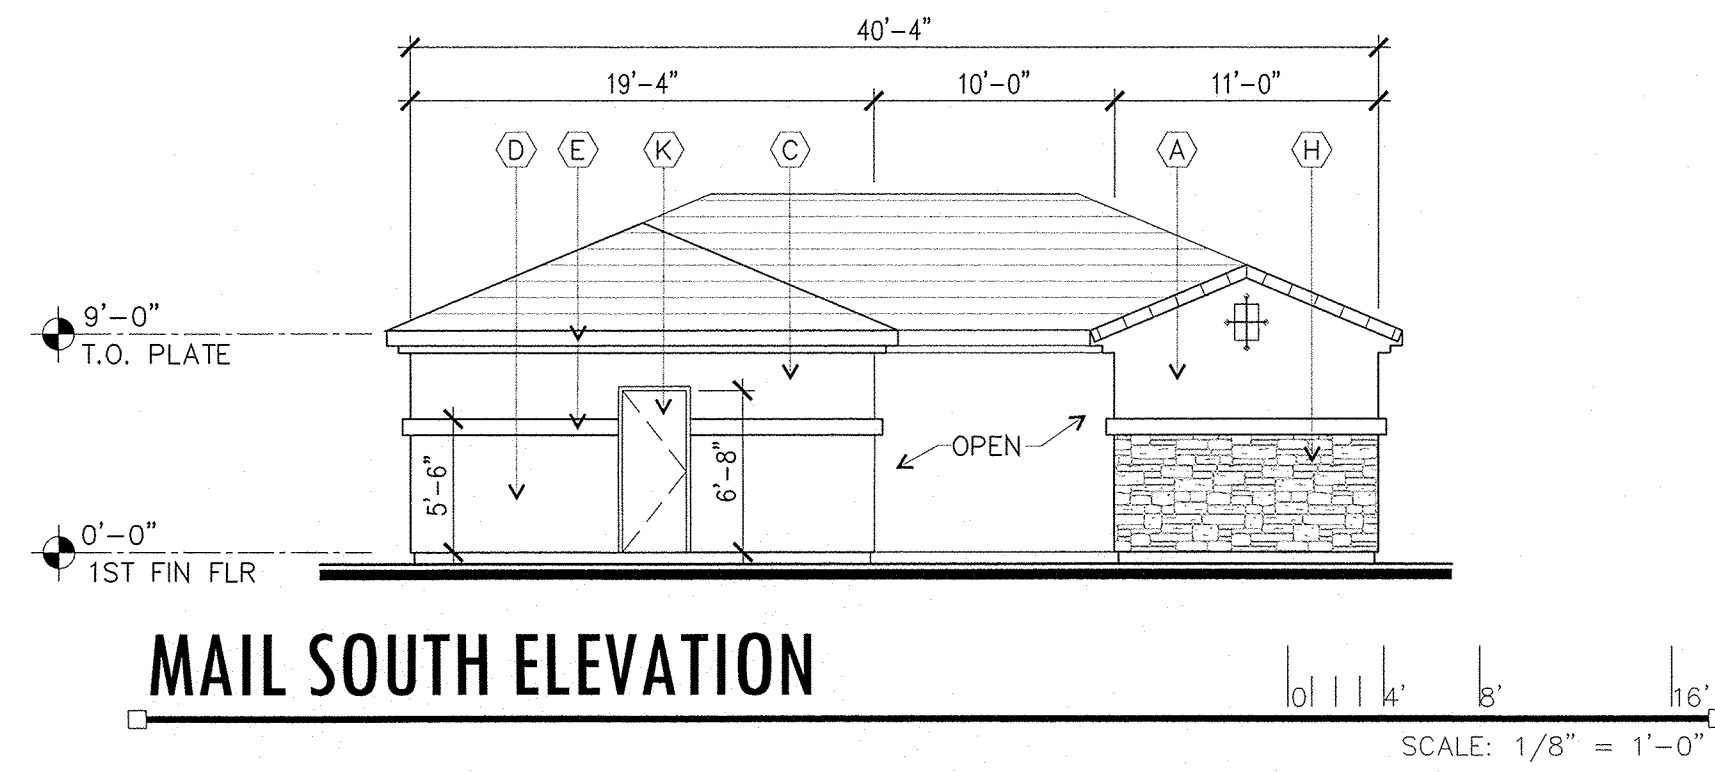 40'-4"
19'-4" 10'-0" 11'-0"
D E K C A H
9'-0"
T.O. PLATE
5'-6"
6'-8"
OPEN
0'-0"
1ST FIN FLR
MAIL SOUTH ELEVATION
0 4' 8' 16'
SCALE: 1/8" = 1'-0"